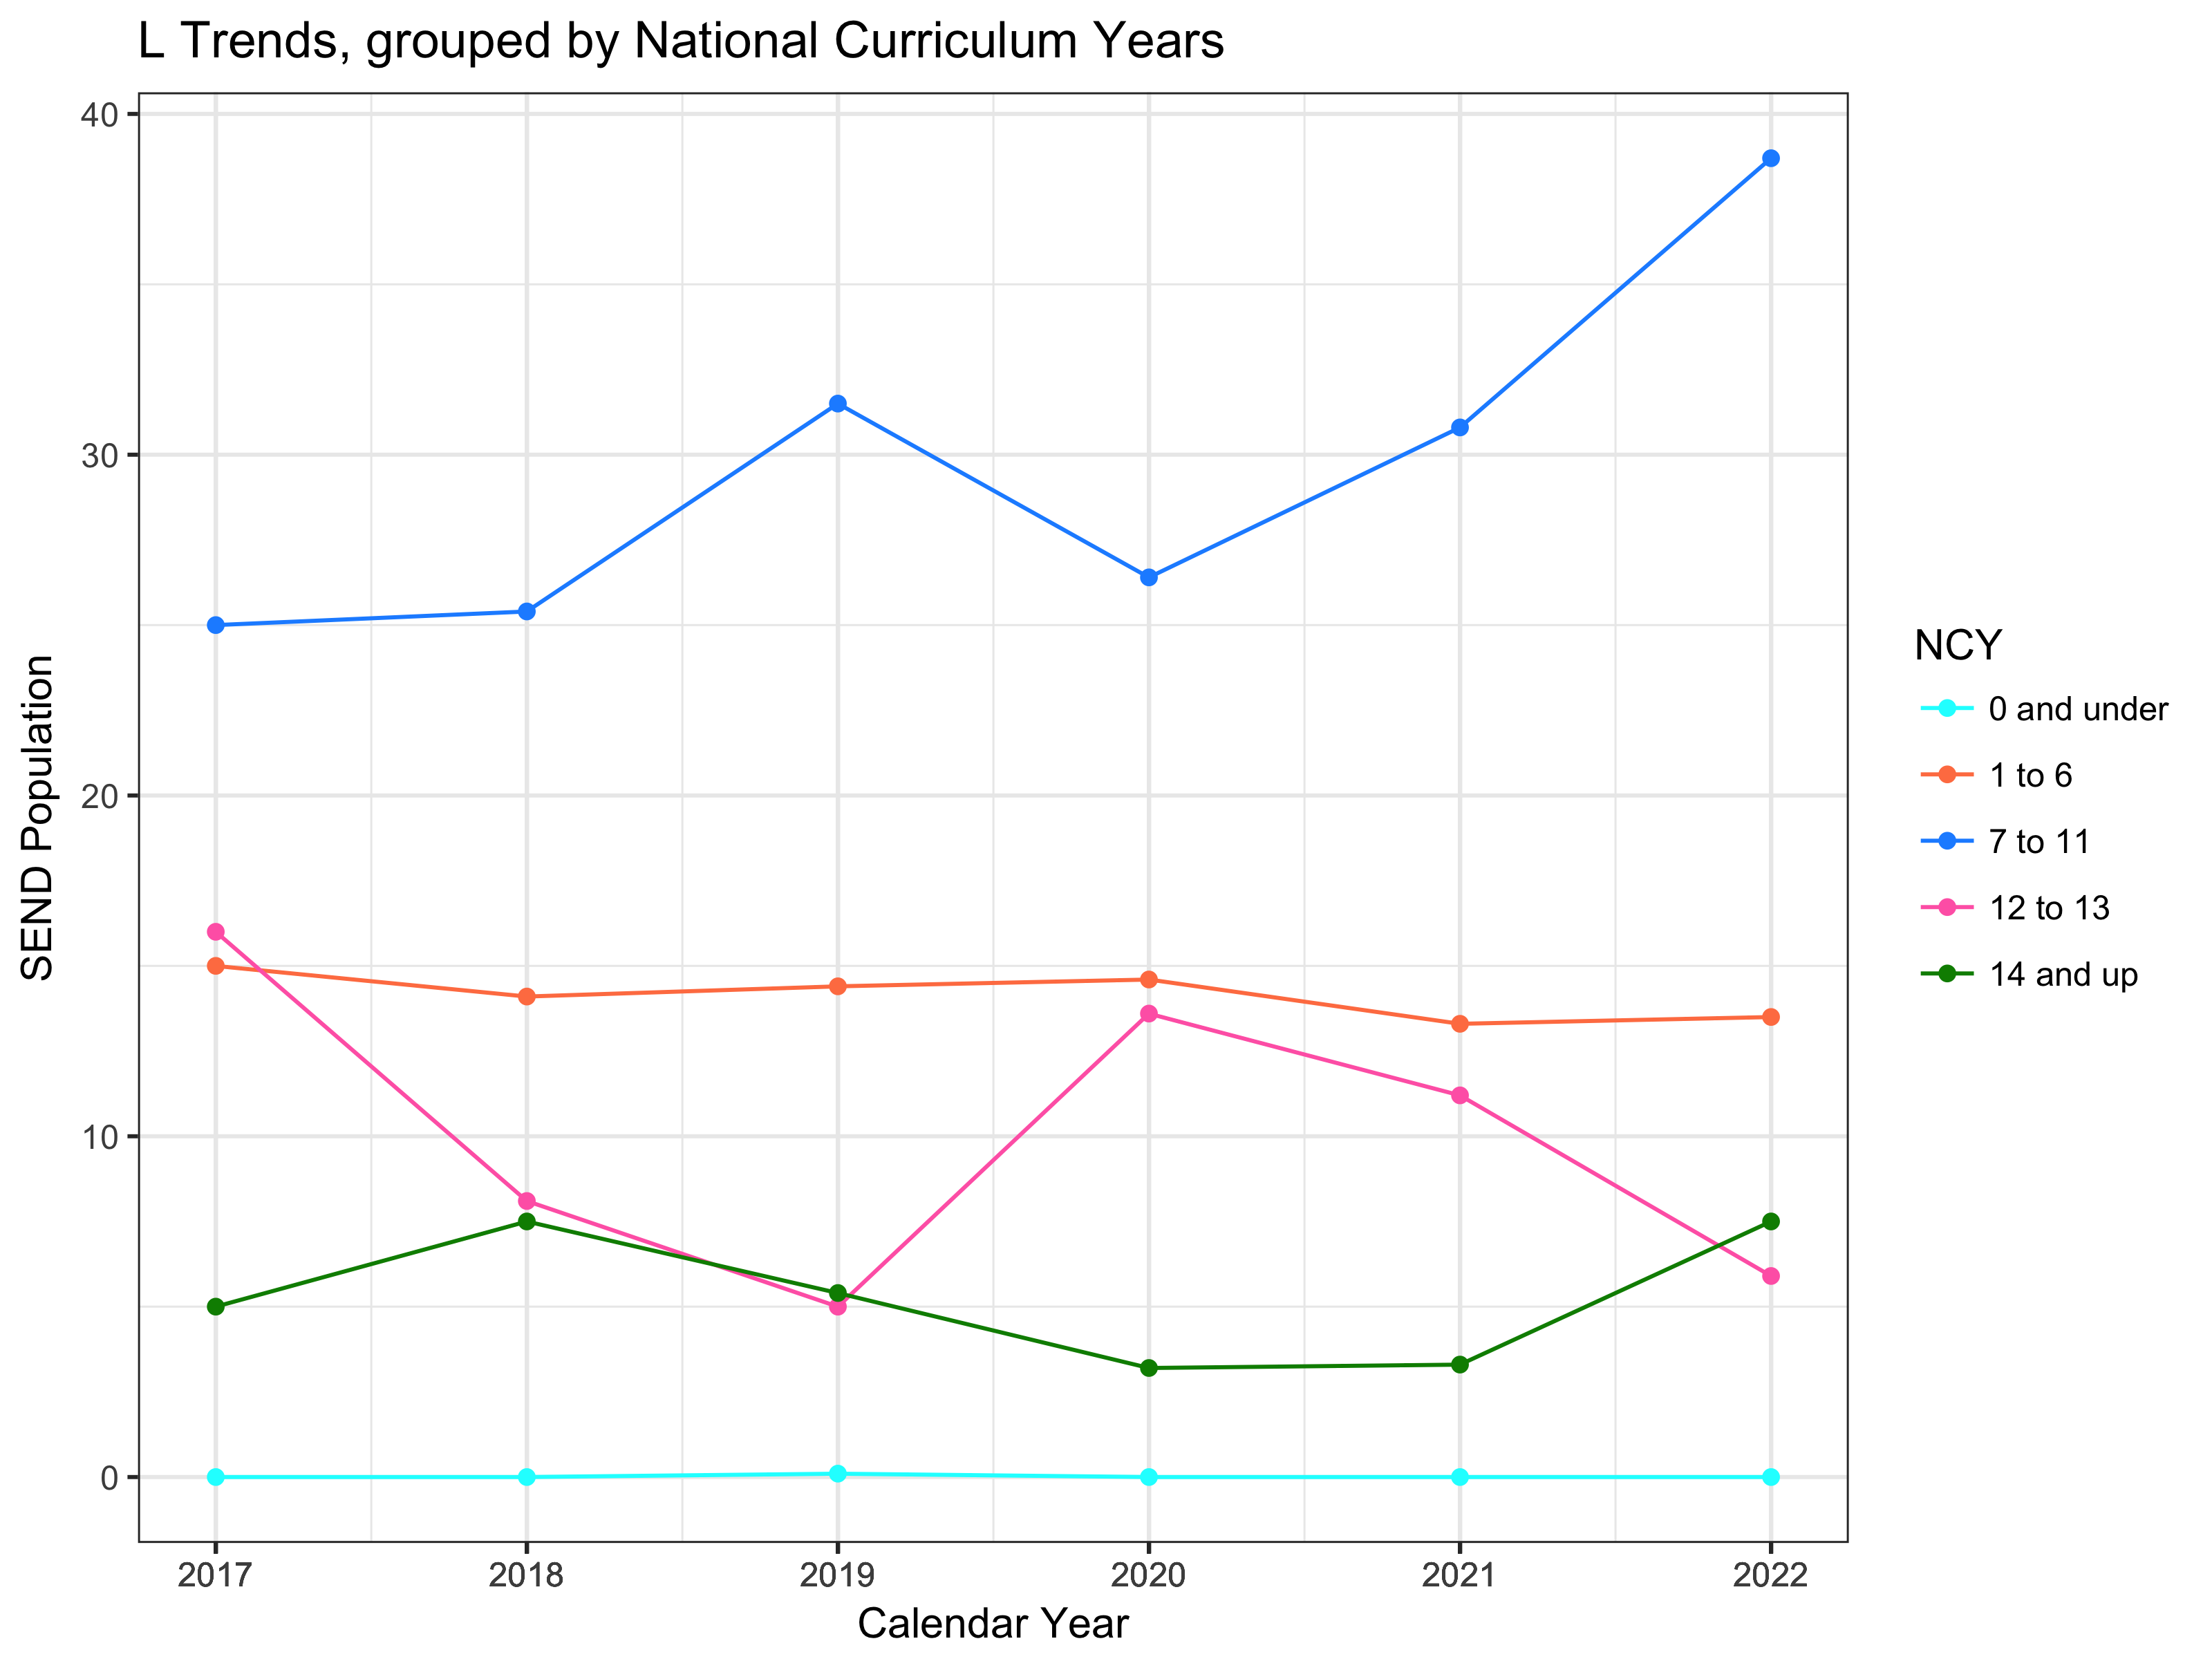 L Trends, grouped by National Curriculum Years
40
30
20
10
0
SEND Population
2017 2018 2019 2020 2021 2022
Calendar Year
NCY
0 and under
1 to 6
7 to 11
12 to 13
14 and up